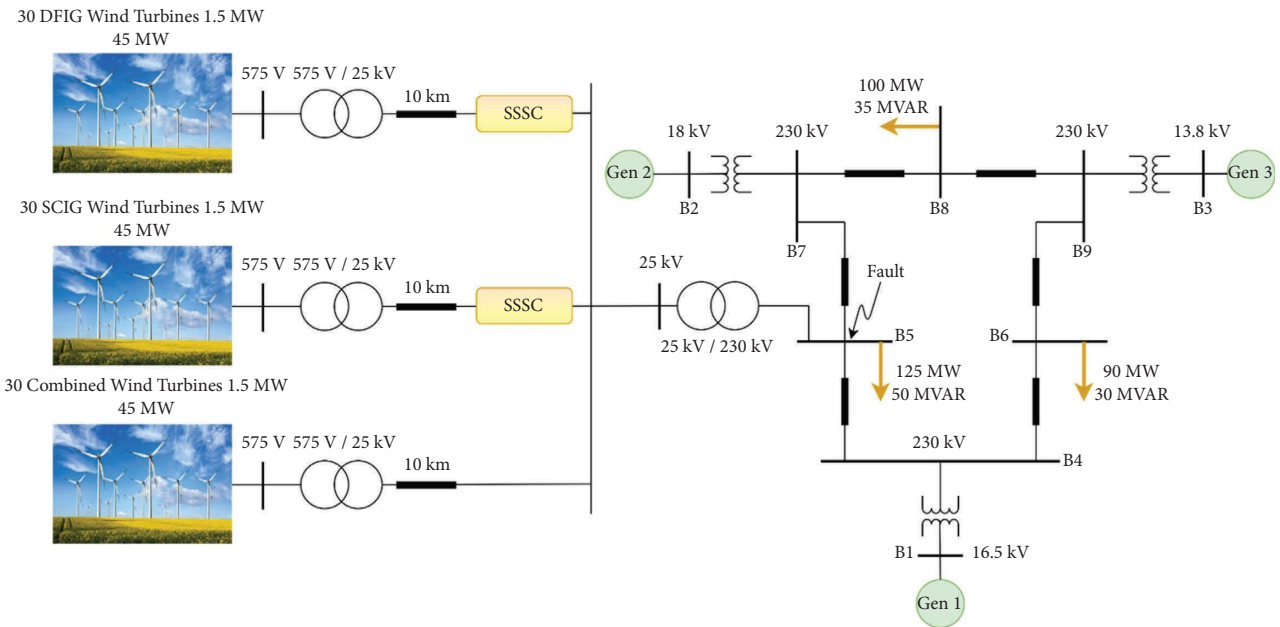 30 DFIG Wind Turbines 1.5 MW
45 MW
575 V
575 V / 25 kV
10 km
SSSC
30 SCIG Wind Turbines 1.5 MW
45 MW
575 V
575 V / 25 kV
10 km
SSSC
30 Combined Wind Turbines 1.5 MW
45 MW
575 V
575 V / 25 kV
10 km
25 kV
25 kV / 230 kV
100 MW
35 MVAR
18 kV
230 kV
230 kV
13.8 kV
Gen 2
Gen 3
B2
B8
B3
B7
B9
Fault
B5
B6
125 MW
50 MVAR
90 MW
30 MVAR
230 kV
B4
B1
16.5 kV
Gen 1